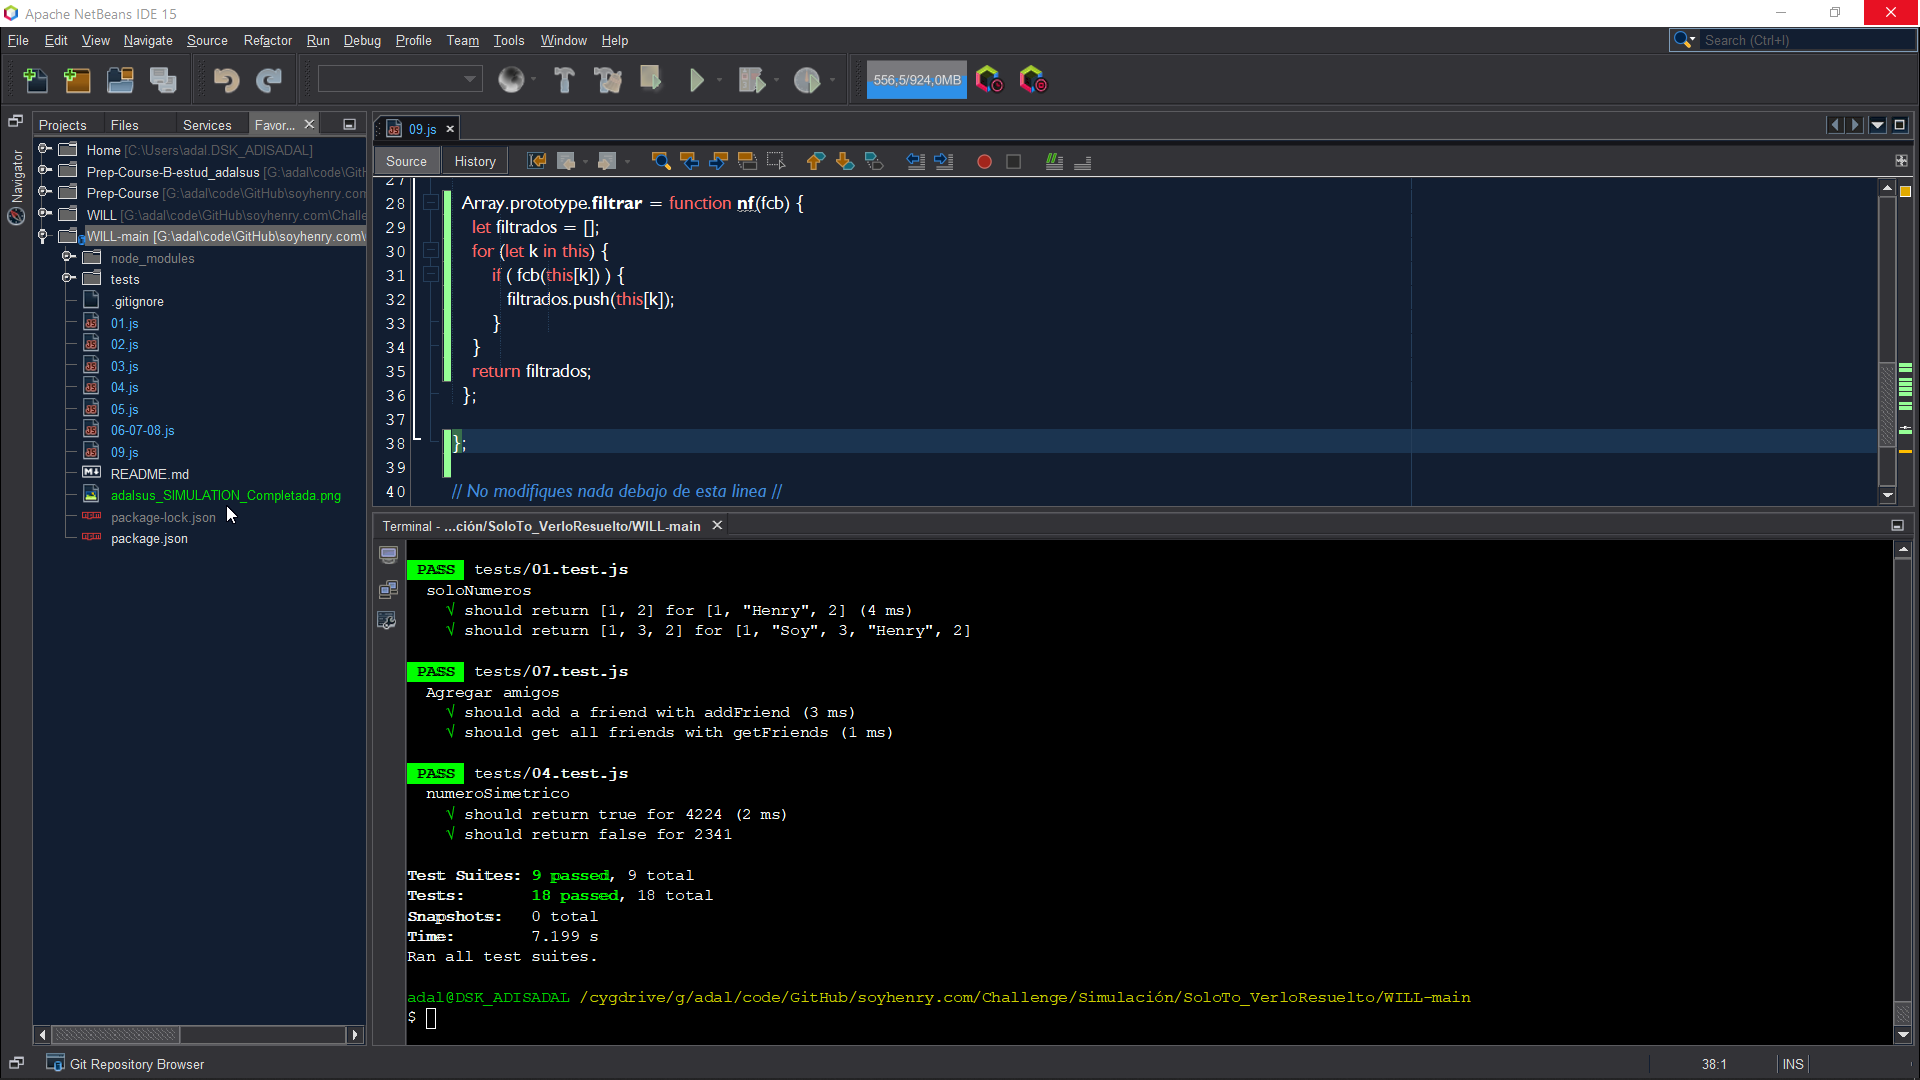 Apache NetBeans IDE 15
File Edit View Navigate Source Refactor Run Debug Profile Team Tools Window Help
Search (Ctrl+I)
556,5/924,0MB
Projects Files Services Favor...
Navigator
Home [C:\Users\adal.DSK_ADISADAL]
Prep-Course-B-estud_adalsus [G:\adal\code\GitH
Prep-Course [G:\adal\code\GitHub\soyhenry.com
WILL [G:\adal\code\GitHub\soyhenry.com\Challe
WILL-main [G:\adal\code\GitHub\soyhenry.com\
node_modules
tests
.gitignore
01.js
02.js
03.js
04.js
05.js
06-07-08.js
09.js
README.md
adalsus_SIMULATION_Completada.png
package-lock.json
package.json
09.js
Source History
27
28 Array.prototype.filtrar = function nf(fcb) {
29 let filtrados = [];
30 for (let k in this) {
31 if ( fcb(this[k]) ) {
32 filtrados.push(this[k]);
33 }
34 }
35 return filtrados;
36 };
37
38 };
39
40 // No modifiques nada debajo de esta linea //
Terminal - ...ción/SoloTo_VerloResuelto/WILL-main
PASS tests/01.test.js
soloNumeros
√ should return [1, 2] for [1, "Henry", 2] (4 ms)
√ should return [1, 3, 2] for [1, "Soy", 3, "Henry", 2]
PASS tests/07.test.js
Agregar amigos
√ should add a friend with addFriend (3 ms)
√ should get all friends with getFriends (1 ms)
PASS tests/04.test.js
numeroSimetrico
√ should return true for 4224 (2 ms)
√ should return false for 2341
Test Suites: 9 passed, 9 total
Tests: 18 passed, 18 total
Snapshots: 0 total
Time: 7.199 s
Ran all test suites.
adal@DSK_ADISADAL /cygdrive/g/adal/code/GitHub/soyhenry.com/Challenge/Simulación/SoloTo_VerloResuelto/WILL-main
$
Git Repository Browser
38:1 INS